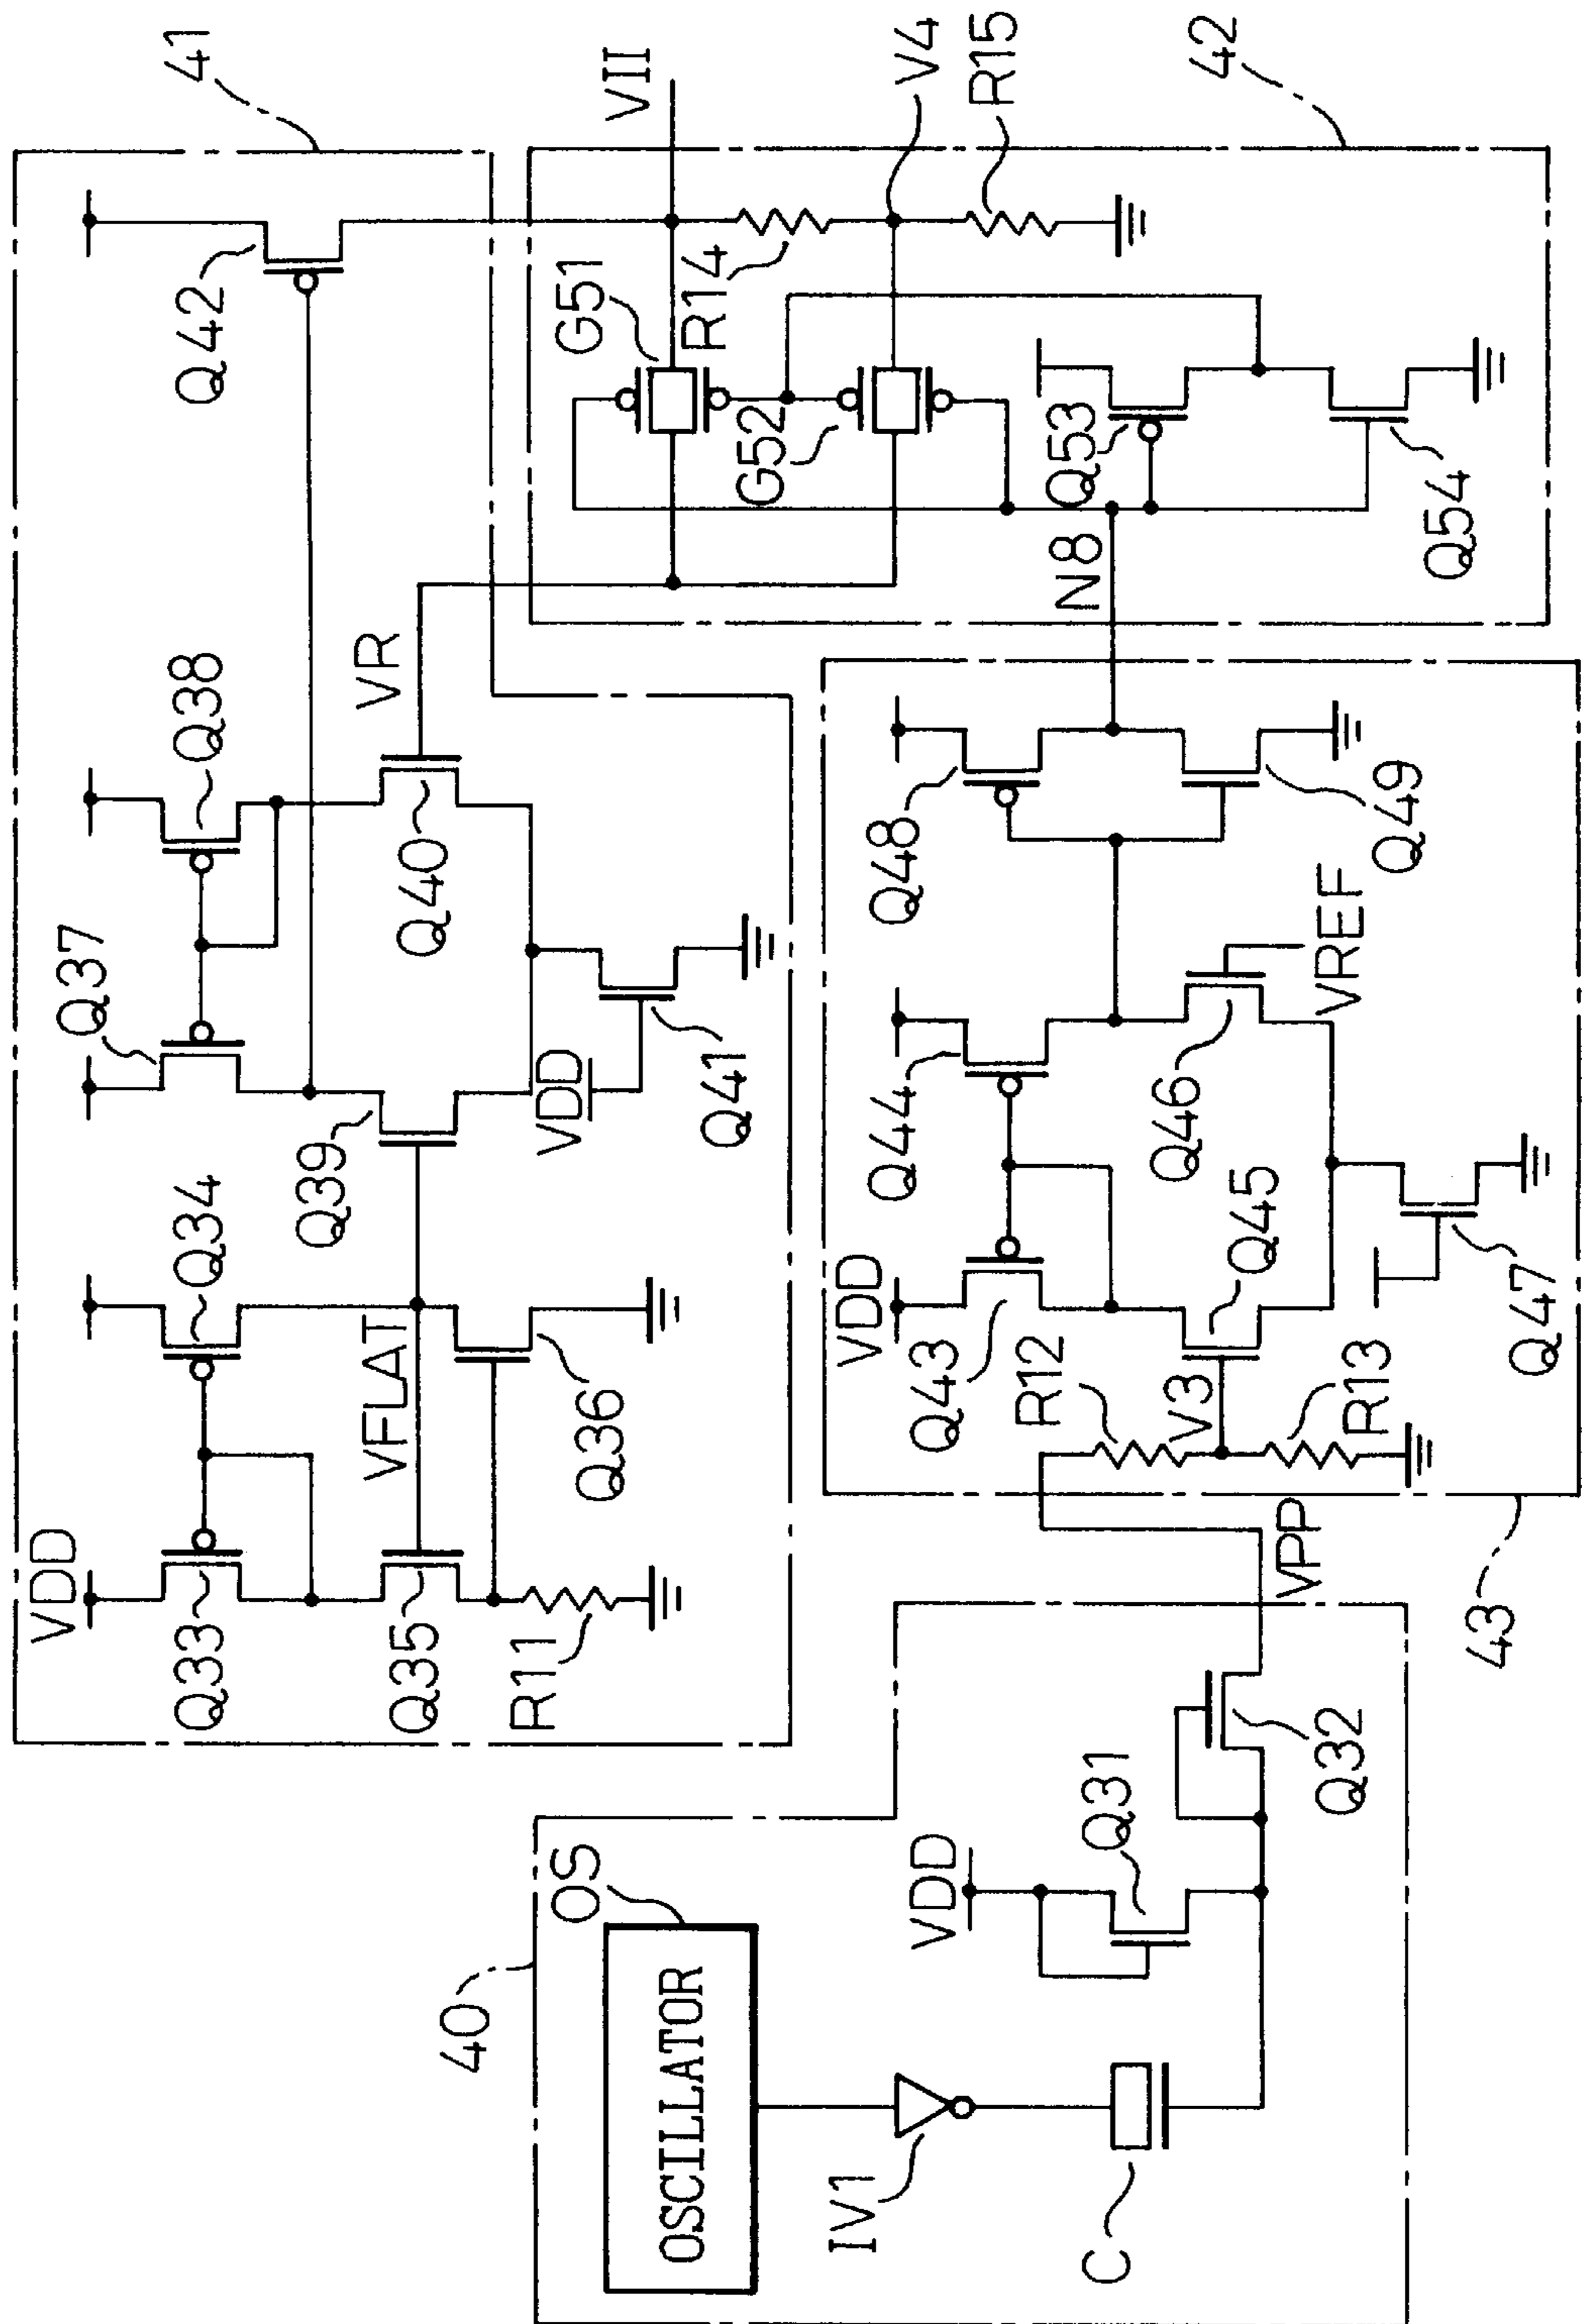 41
VDD
Q33
Q34
Q37
Q38
Q42
VFLAT
VR
Q35
R11
Q36
Q39
Q40
VDD
Q41
VII
G51
R14
V4
R15
G52
42
Q53
Q54
N8
40
OS
OSCILLATOR
IV1
C
VDD
Q31
Q32
VPP
43
VDD
Q43
Q44
Q48
R12
V3
R13
Q45
Q46
VREF
Q47
Q49